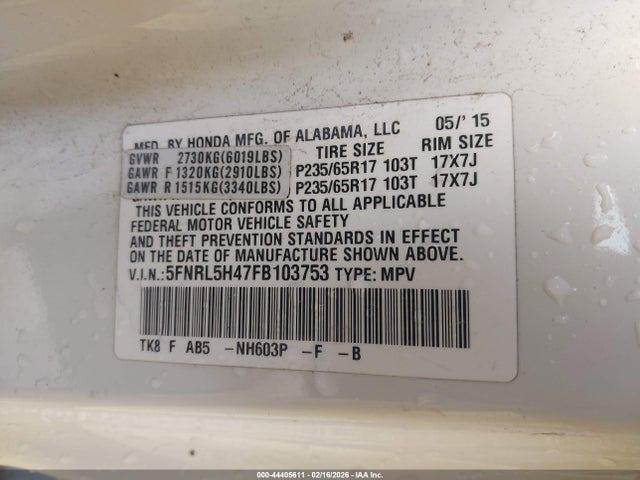 MFD. BY HONDA MFG. OF ALABAMA, LLC 05/'15
GVWR 2730KG(6019LBS) TIRE SIZE RIM SIZE
GAWR F 1320KG(2910LBS) P235/65R17 103T 17X7J
GAWR R 1515KG(3340LBS) P235/65R17 103T 17X7J
THIS VEHICLE CONFORMS TO ALL APPLICABLE
FEDERAL MOTOR VEHICLE SAFETY
AND THEFT PREVENTION STANDARDS IN EFFECT
ON THE DATE OF MANUFACTURE SHOWN ABOVE.
V.I.N.:5FNRL5H47FB103753 TYPE: MPV
TK8 F AB5 -NH603P -F -B
000-44405611 - 02/16/2026 - IAA Inc.